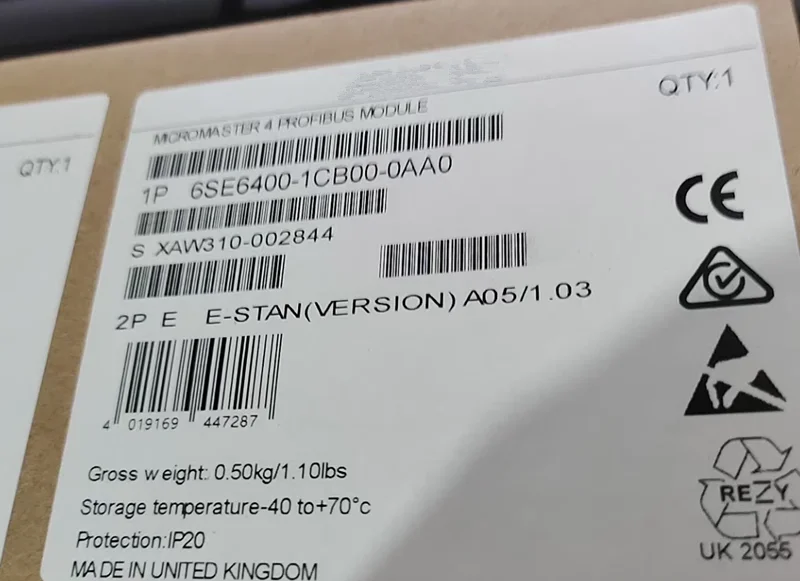 QTY:1
MICROMASTER 4 PROFIBUS MODULE
QTY:1
1P 6SE6400-1CB00-0AA0
S XAW310-002844
2P E E-STAN(VERSION) A05/1.03
4 019169 447287
Gross weight: 0.50kg/1.10lbs
Storage temperature-40 to+70°c
Protection:IP20
MADE IN UNITED KINGDOM
CE
REZY
UK 2055